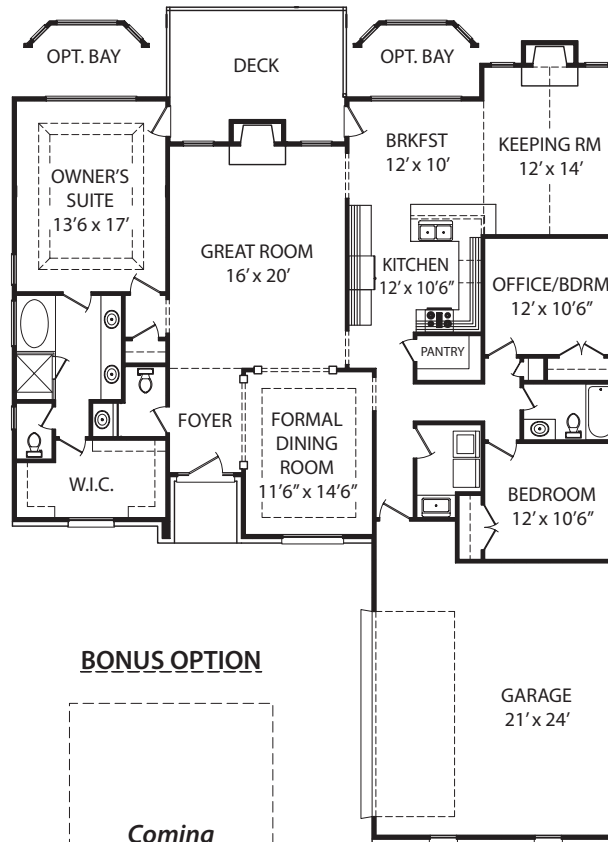 OPT. BAY
DECK
OPT. BAY
BRKFST
12' x 10'
KEEPING RM
12' x 14'
OWNER'S
SUITE
13'6 x 17'
GREAT ROOM
16' x 20'
KITCHEN
12' x 10'6"
OFFICE/BDRM
12' x 10'6"
PANTRY
FOYER
FORMAL
DINING
ROOM
11'6" x 14'6"
W.I.C.
BEDROOM
12' x 10'6"
BONUS OPTION
GARAGE
21' x 24'
Coming